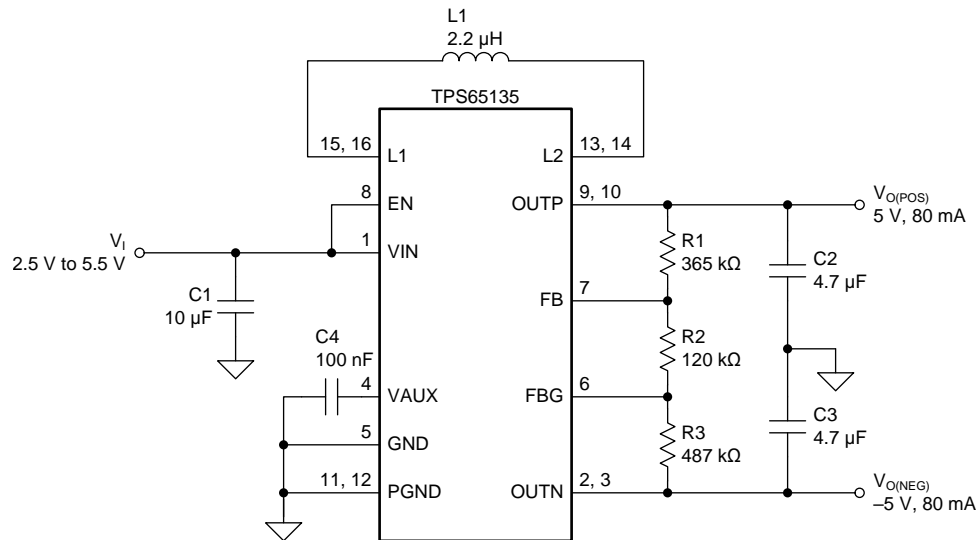 L1
2.2 µH
TPS65135
15, 16
L1
13, 14
L2
8
EN
9, 10
OUTP
V_O(POS)
5 V, 80 mA
V_I
2.5 V to 5.5 V
1
VIN
R1
365 kΩ
C2
4.7 µF
C1
10 µF
7
FB
C4
100 nF
R2
120 kΩ
4
VAUX
6
FBG
5
GND
R3
487 kΩ
C3
4.7 µF
11, 12
PGND
2, 3
OUTN
V_O(NEG)
–5 V, 80 mA